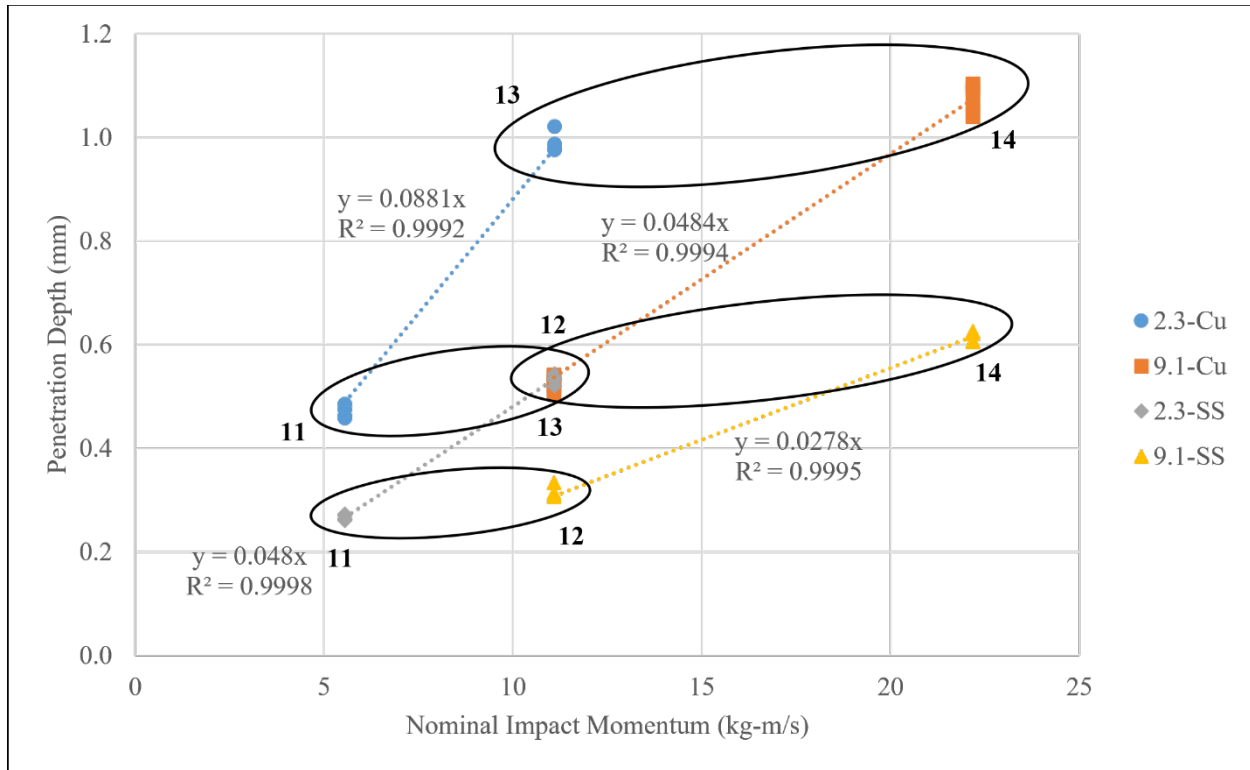 1.2
13
1.0
14
y = 0.0881x
R² = 0.9992
y = 0.0484x
R² = 0.9994
0.8
Penetration Depth (mm)
12
0.6
14
11
13
y = 0.0278x
R² = 0.9995
0.4
12
11
y = 0.048x
R² = 0.9998
0.2
0.0
0
5
10
15
20
25
Nominal Impact Momentum (kg-m/s)
2.3-Cu
9.1-Cu
2.3-SS
9.1-SS